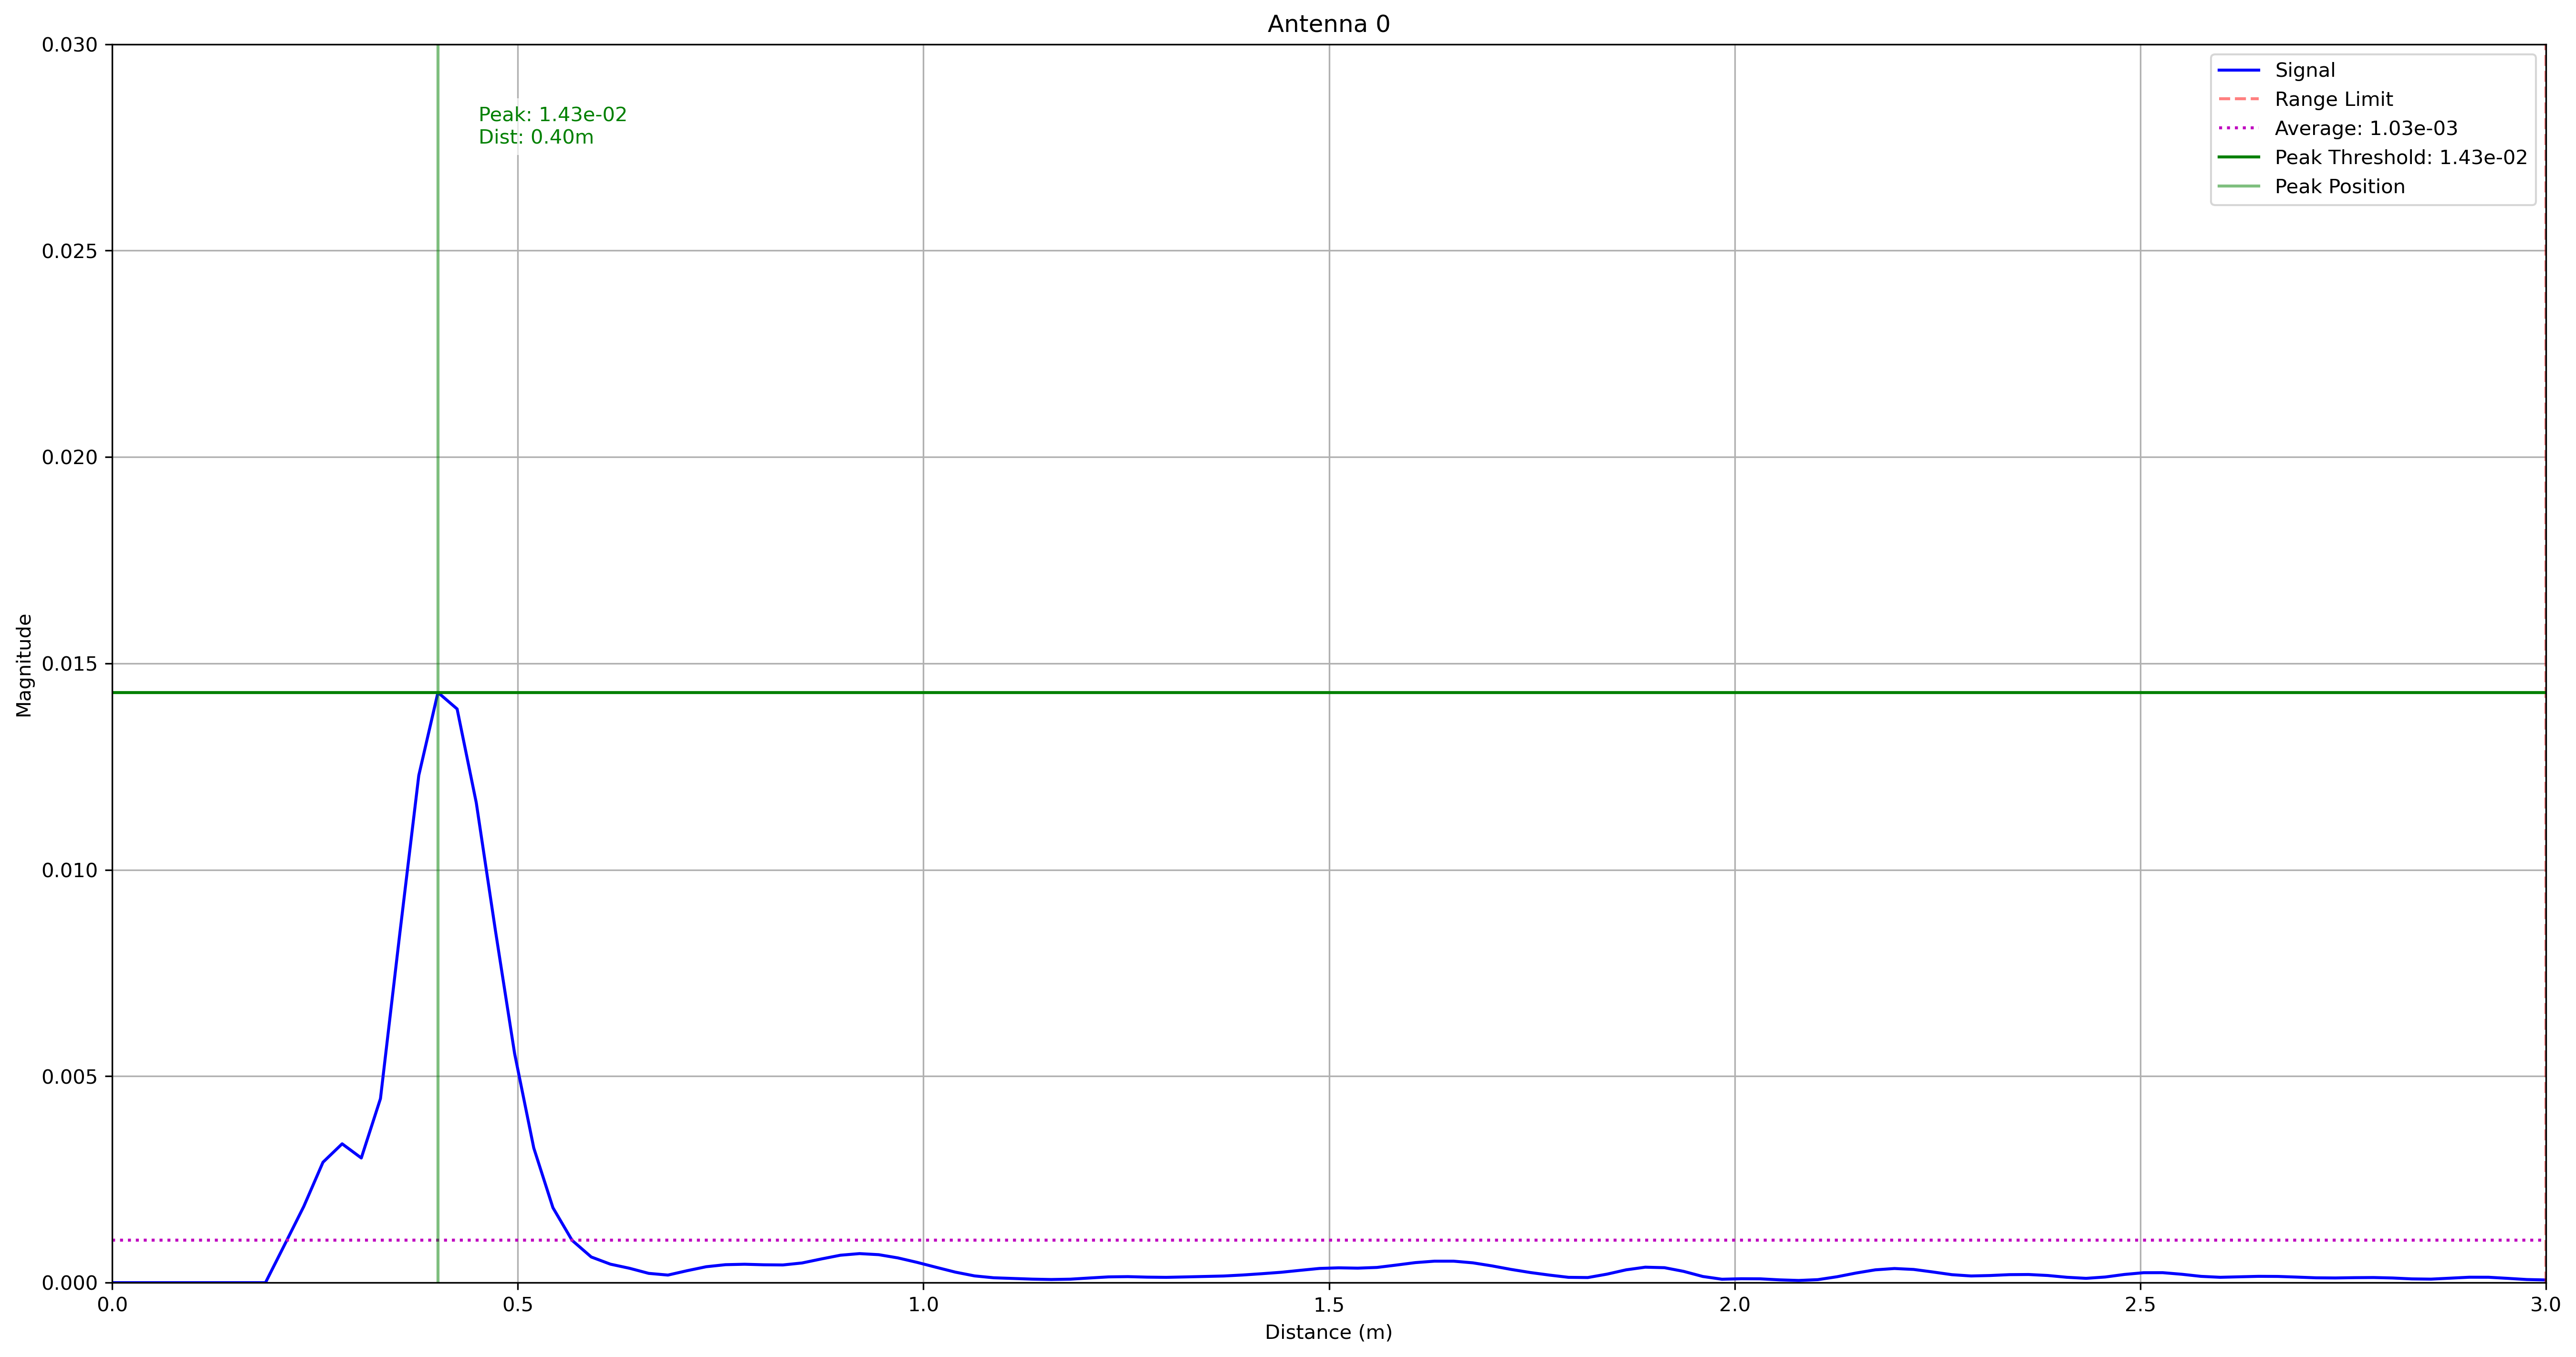 Antenna 0
0.030
0.025
0.020
0.015
0.010
0.005
0.000
Magnitude
Peak: 1.43e-02
Dist: 0.40m
Signal
Range Limit
Average: 1.03e-03
Peak Threshold: 1.43e-02
Peak Position
0.0 0.5 1.0 1.5 2.0 2.5 3.0
Distance (m)